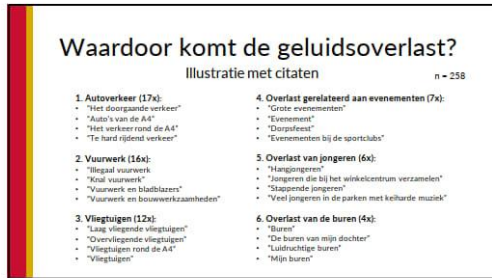 Waardoor komt de geluidsoverlast?
Illustratie met citaten
n = 258
1. Autoverkeer (17x):
• "Het doorgaande verkeer"
• "Auto's van de A4"
• "Het verkeer rond de A4"
• "Te hard rijdend verkeer"
2. Vuurwerk (16x):
• "Illegaal vuurwerk
• "Knal vuurwerk"
• "Vuurwerk en bladblazers"
• "Vuurwerk en bouwwerkzaamheden"
3. Vliegtuigen (12x):
• "Laag vliegende vliegtuigen"
• "Overvliegende vliegtuigen"
• "Vliegtuigen rond de A4"
• "Vliegtuigen"
4. Overlast gerelateerd aan evenementen (7x):
• "Grote evenementen"
• "Evenement"
• "Dorpsfeest"
• "Evenementen bij de sportclubs"
5. Overlast van jongeren (6x):
• "Hangjongeren"
• "Jongeren die bij het winkelcentrum verzamelen"
• "Stappende jongeren"
• "Veel jongeren in de parken met keiharde muziek"
6. Overlast van de buren (4x):
• "Buren"
• "De buren van mijn dochter"
• "Luidruchtige buren"
• "Mijn buren"